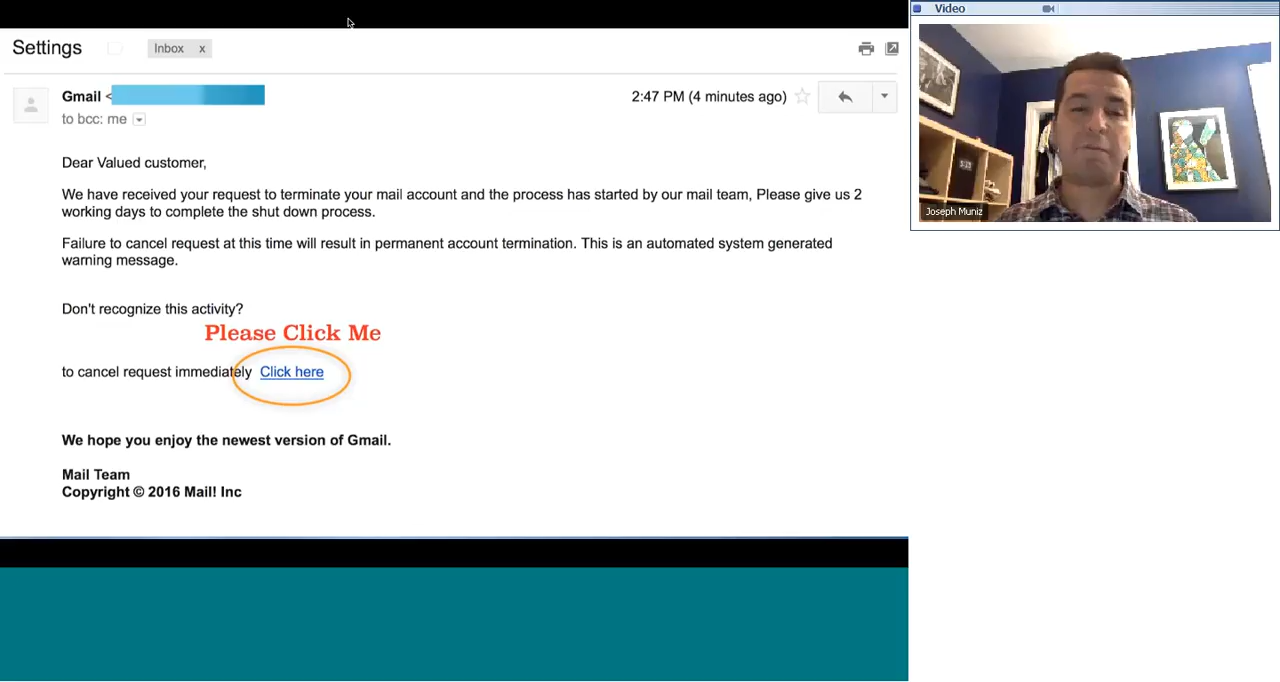 Video
Settings
Inbox x
Gmail <
2:47 PM (4 minutes ago)
to bcc: me
Dear Valued customer,
We have received your request to terminate your mail account and the process has started by our mail team, Please give us 2
working days to complete the shut down process.
Failure to cancel request at this time will result in permanent account termination. This is an automated system generated
warning message.
Don't recognize this activity?
Please Click Me
to cancel request immediately Click here
We hope you enjoy the newest version of Gmail.
Mail Team
Copyright © 2016 Mail! Inc
Joseph Muniz